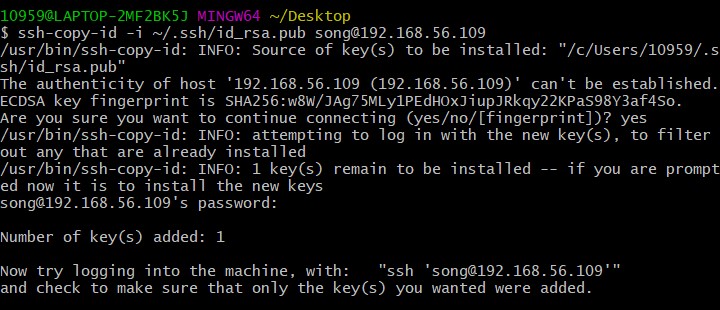 10959@LAPTOP-2MF2BK5J MINGW64 ~/Desktop
$ ssh-copy-id -i ~/.ssh/id_rsa.pub song@192.168.56.109
/usr/bin/ssh-copy-id: INFO: Source of key(s) to be installed: "/c/Users/10959/.s
sh/id_rsa.pub"
The authenticity of host '192.168.56.109 (192.168.56.109)' can't be established.
ECDSA key fingerprint is SHA256:w8W/JAg75MLy1PEdHOxJiupJRkqy22KPaS98Y3af4So.
Are you sure you want to continue connecting (yes/no/[fingerprint])? yes
/usr/bin/ssh-copy-id: INFO: attempting to log in with the new key(s), to filter
out any that are already installed
/usr/bin/ssh-copy-id: INFO: 1 key(s) remain to be installed -- if you are prompt
ed now it is to install the new keys
song@192.168.56.109's password:
Number of key(s) added: 1
Now try logging into the machine, with:   "ssh 'song@192.168.56.109'"
and check to make sure that only the key(s) you wanted were added.